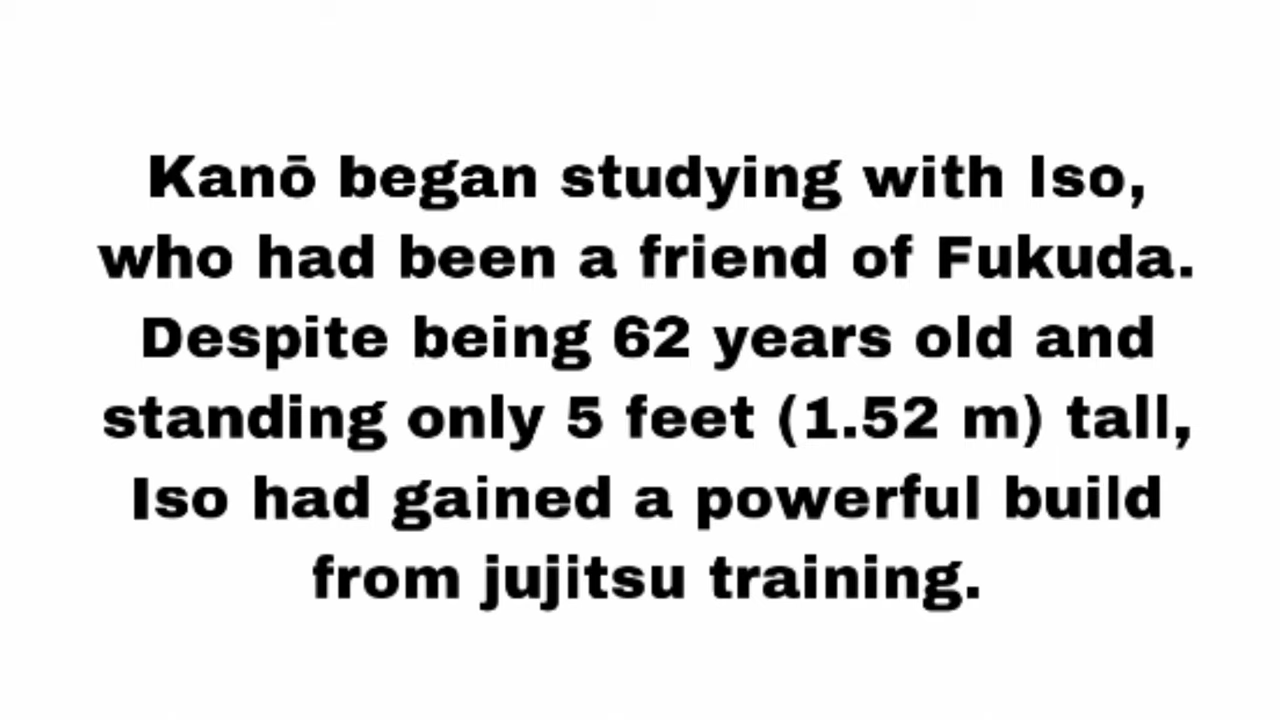 Kanō began studying with Iso,
who had been a friend of Fukuda.
Despite being 62 years old and
standing only 5 feet (1.52 m) tall,
Iso had gained a powerful build
from jujitsu training.